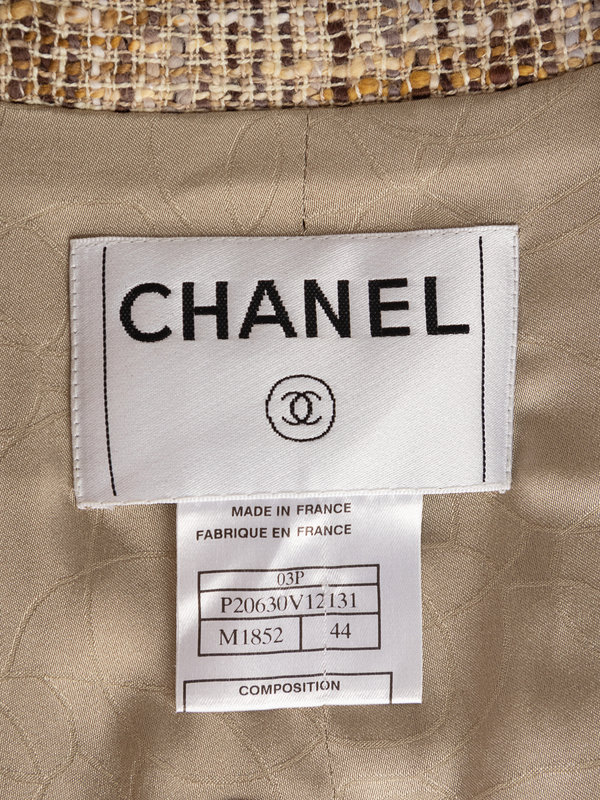 CHANEL
MADE IN FRANCE
FABRIQUE EN FRANCE
03P
P20630V12131
M1852 44
COMPOSITION